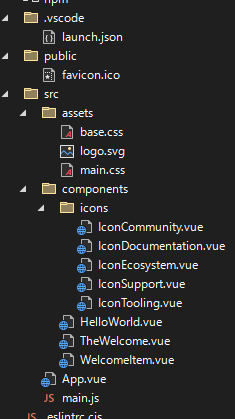 npm
.vscode
launch.json
public
favicon.ico
src
assets
base.css
logo.svg
main.css
components
icons
IconCommunity.vue
IconDocumentation.vue
IconEcosystem.vue
IconSupport.vue
IconTooling.vue
HelloWorld.vue
TheWelcome.vue
WelcomeItem.vue
App.vue
JS main.js
.eslintrc.cjs